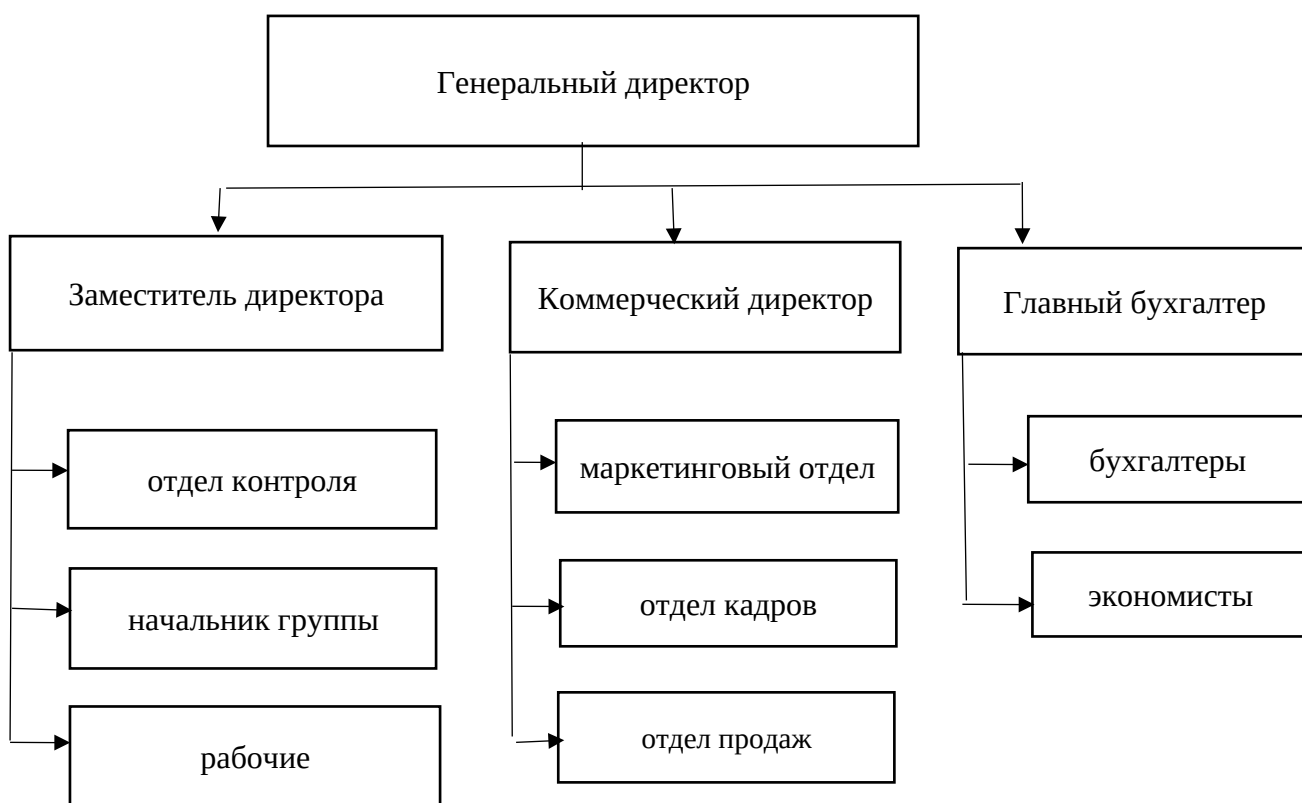 Генеральный директор
Заместитель директора
Коммерческий директор
Главный бухгалтер
отдел контроля
маркетинговый отдел
бухгалтеры
начальник группы
отдел кадров
экономисты
рабочие
отдел продаж